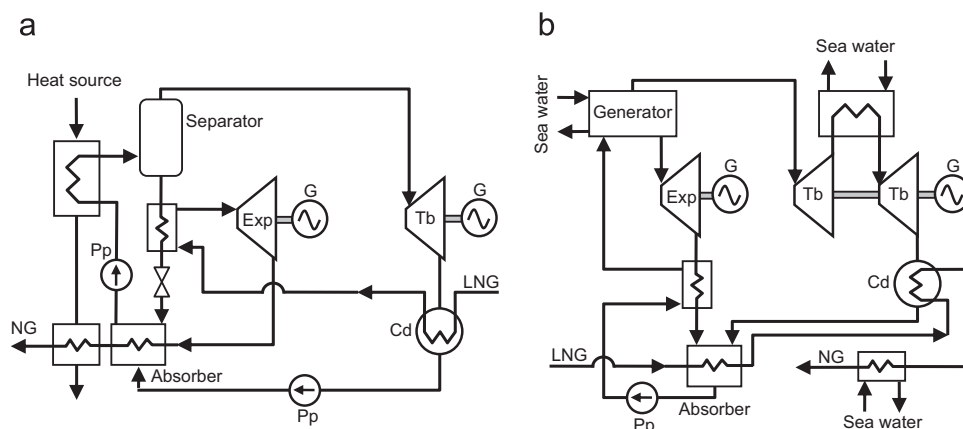 a
Heat source
Separator
G
G
Exp
Tb
Pp
LNG
NG
Cd
Absorber
Pp
b
Sea water
Sea water
Generator
G
G
Exp
Tb
Tb
Cd
LNG
NG
Pp
Absorber
Sea water